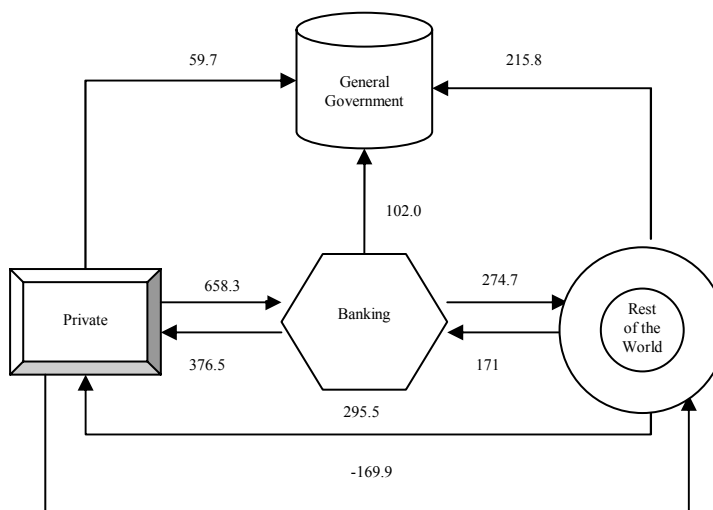 59.7
215.8
General
Government
102.0
658.3
274.7
Private
Banking
Rest
of the
World
376.5
171
295.5
-169.9